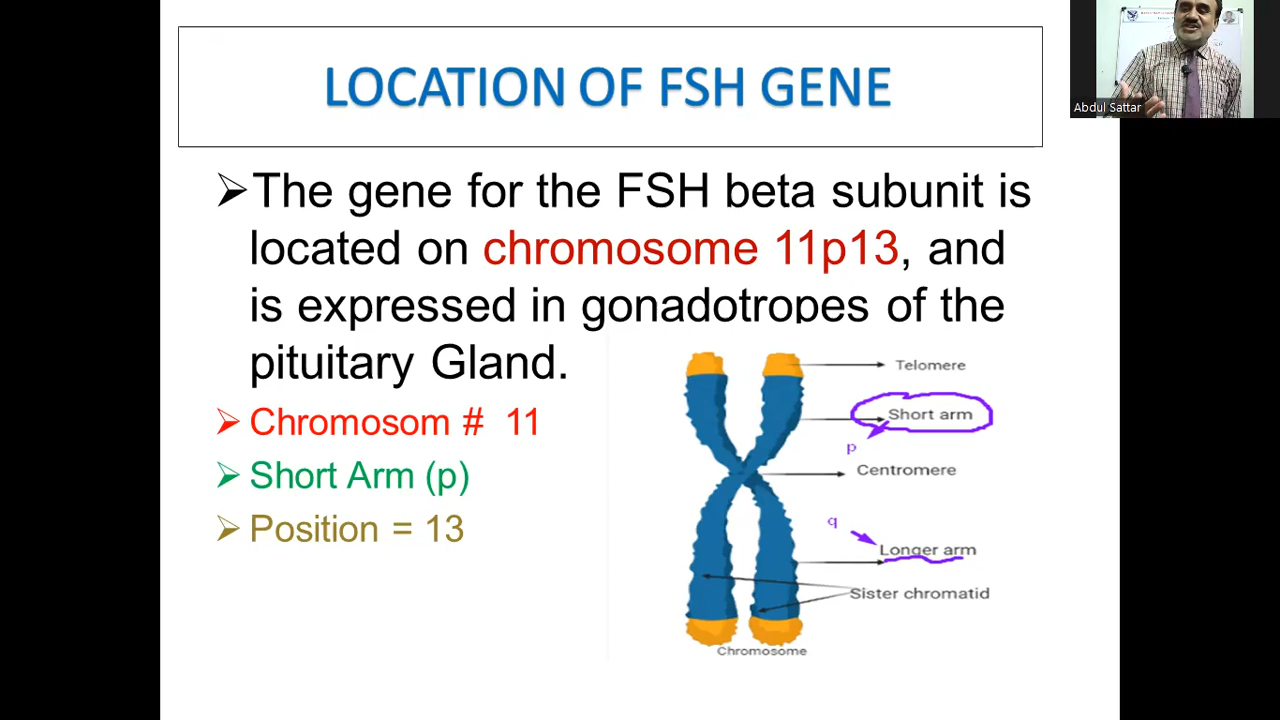 LOCATION OF FSH GENE
Abdul Sattar
➢The gene for the FSH beta subunit is
located on chromosome 11p13, and
is expressed in gonadotropes of the
pituitary Gland.
➢ Chromosom # 11
➢ Short Arm (p)
➢ Position = 13
Telomere
Short arm
p
Centromere
q
Longer arm
Sister chromatid
Chromosome